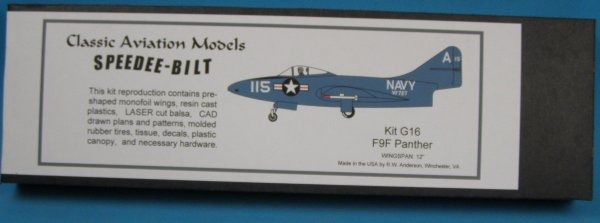 Classic Aviation Models
SPEEDEE-BILT
This kit reproduction contains pre-
shaped monofoil wings, resin cast
plastics, LASER cut balsa, CAD
drawn plans and patterns, molded
rubber tires, tissue, decals, plastic
canopy, and necessary hardware.
115
A
NAVY
Kit G16
F9F Panther
WINGSPAN 12"
Made in the USA by R.W. Anderson, Winchester, VA